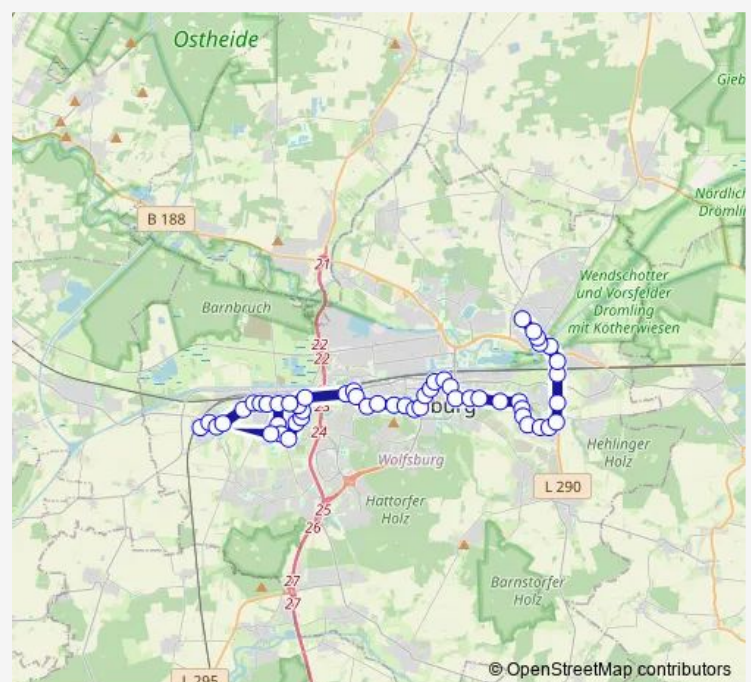 Ostheide
Gieb
Nördlic
Drömlin
B 188
21
Wendschotter
und Vorsfelder
Drömling
mit Kötherwiesen
Barnbruch
22
22
23
burg
24
Hehlinger
Holz
Wolfsburg
L 290
25
Hattorfer
Holz
26
27
27
Barnstorfer
Holz
L 295
© OpenStreetMap contributors